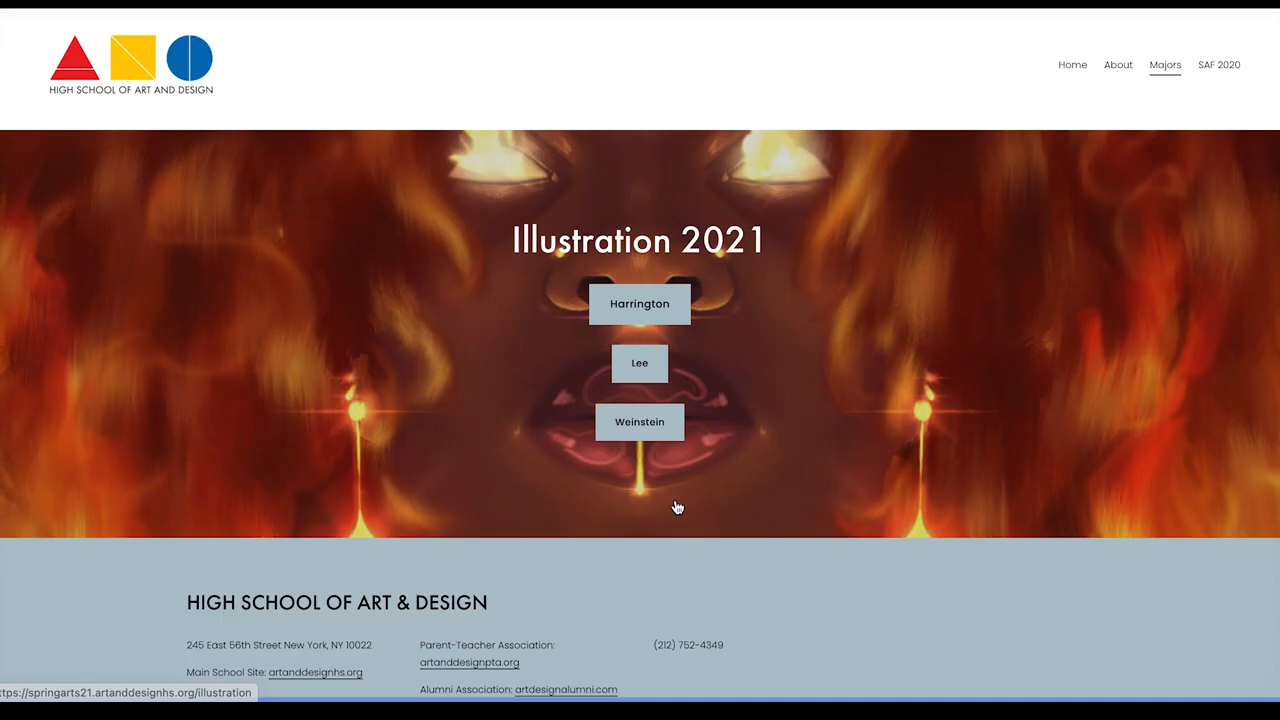 HIGH SCHOOL OF ART AND DESIGN
Home About Majors SAF 2020
Illustration 2021
Harrington
Lee
Weinstein
HIGH SCHOOL OF ART & DESIGN
245 East 56th Street New York, NY 10022
Main School Site: artanddesignhs.org
Parent-Teacher Association:
artanddesignpta.org
Alumni Association: artdesignalumni.com
(212) 752-4349
ttps://springarts21.artanddesignhs.org/illustration